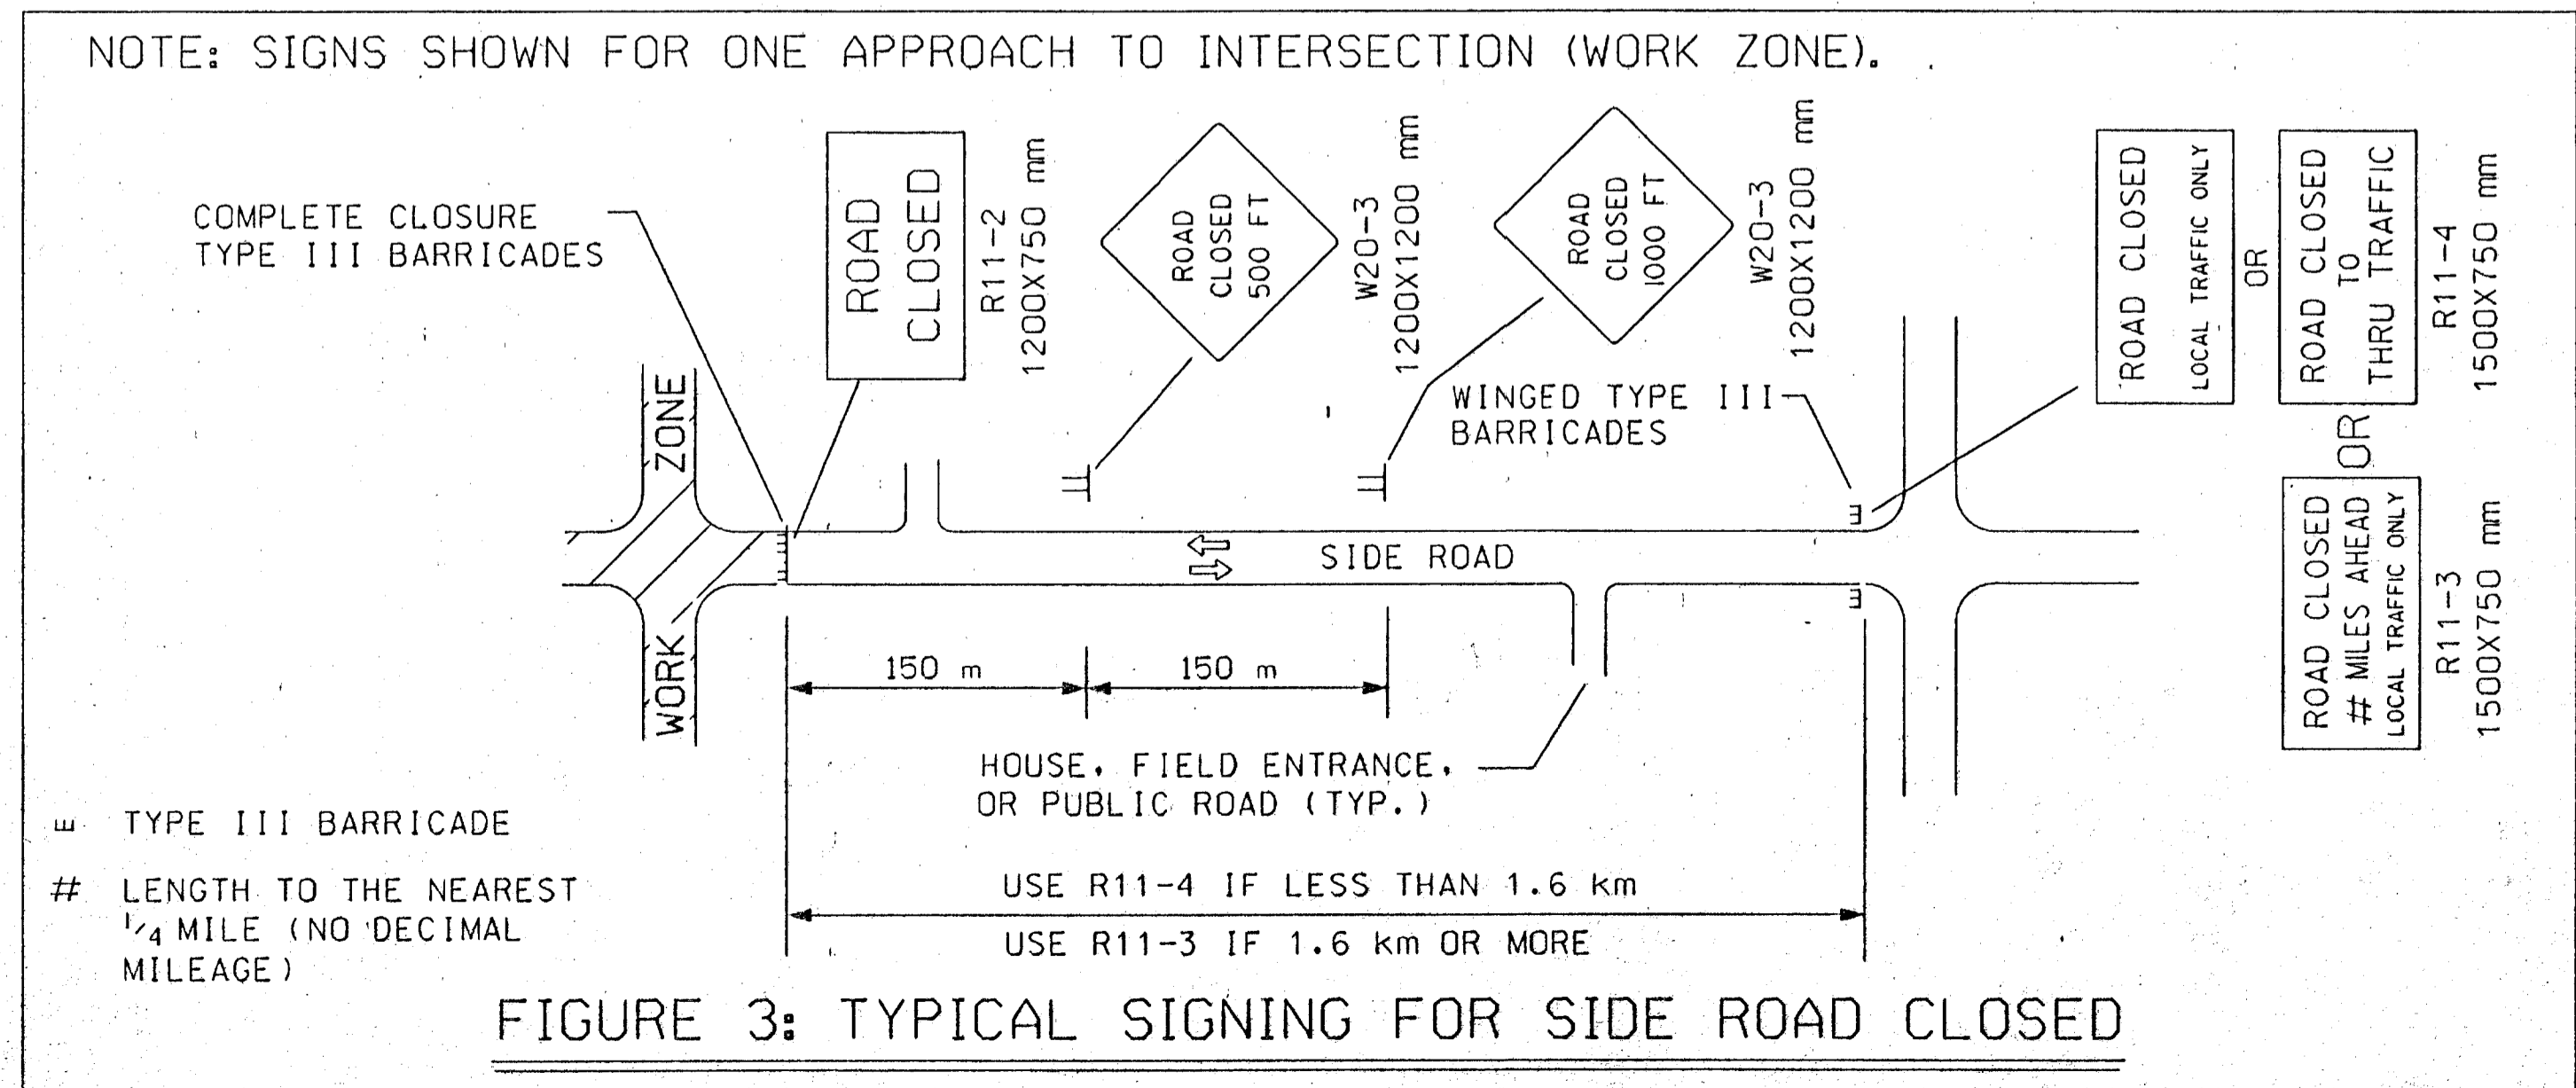 NOTE: SIGNS SHOWN FOR ONE APPROACH TO INTERSECTION (WORK ZONE).
COMPLETE CLOSURE
TYPE III BARRICADES
ROAD
CLOSED
R11-2
1200X750 mm
ROAD
CLOSED
500 FT
W20-3
1200X1200 mm
ROAD
CLOSED
1000 FT
W20-3
1200X1200 mm
WINGED TYPE III
BARRICADES
ROAD CLOSED
LOCAL TRAFFIC ONLY
OR
ROAD CLOSED
TO
THRU TRAFFIC
R11-4
1500X750 mm
OR
ROAD CLOSED
# MILES AHEAD
LOCAL TRAFFIC ONLY
R11-3
1500X750 mm
WORK ZONE
SIDE ROAD
150 m
150 m
HOUSE, FIELD ENTRANCE,
OR PUBLIC ROAD (TYP.)
TYPE III BARRICADE
# LENGTH TO THE NEAREST
1/4 MILE (NO DECIMAL
MILEAGE)
USE R11-4 IF LESS THAN 1.6 km
USE R11-3 IF 1.6 km OR MORE
FIGURE 3: TYPICAL SIGNING FOR SIDE ROAD CLOSED